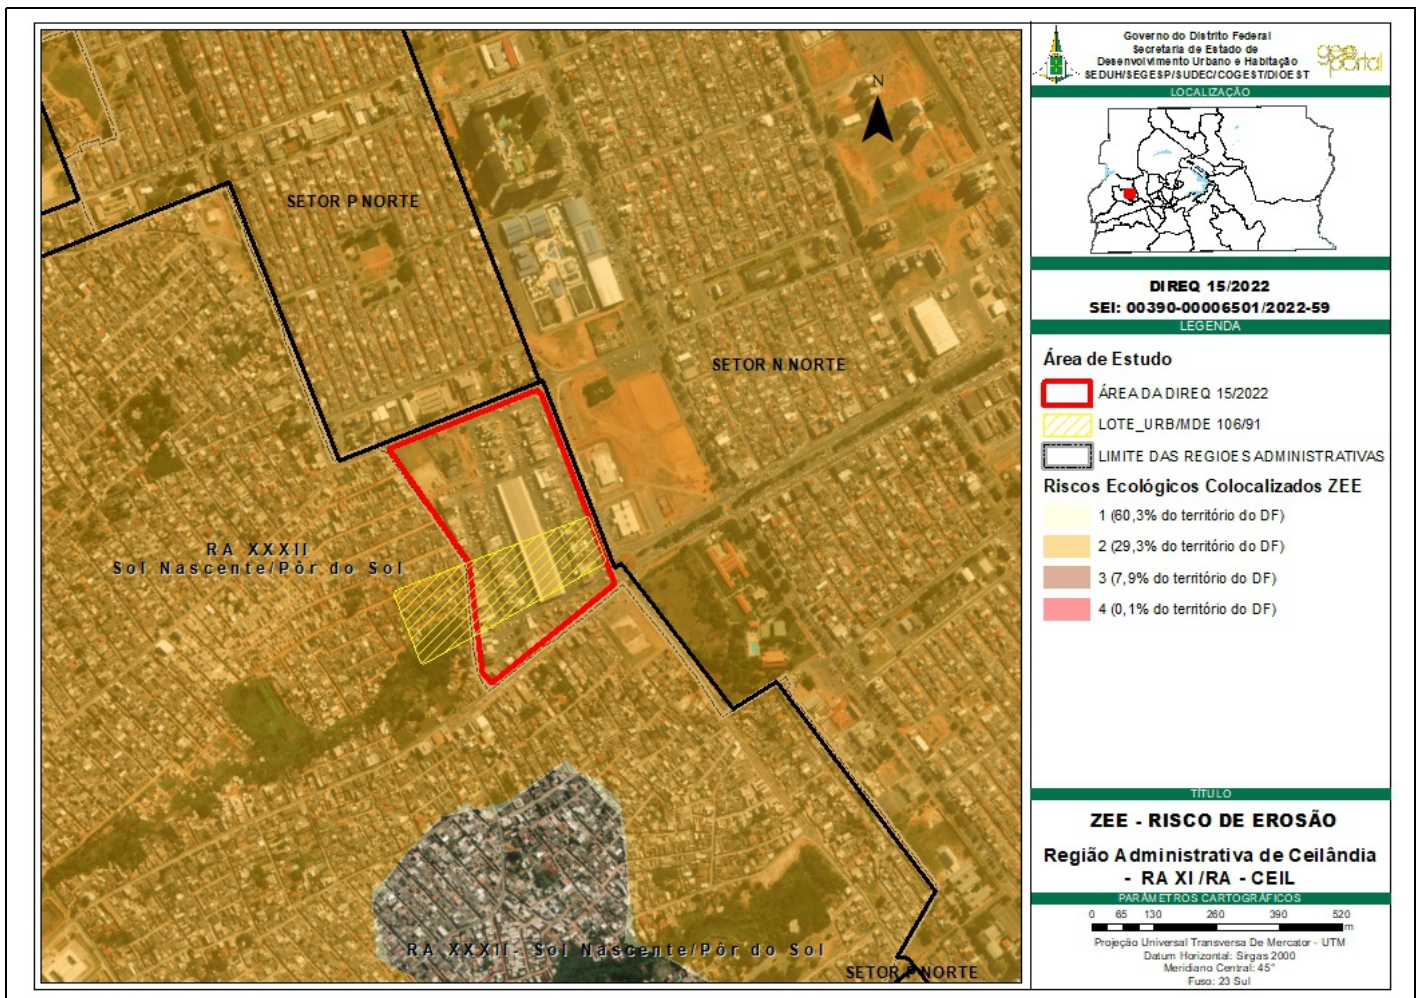 SETOR P NORTE
N
SETOR N NORTE
RA XXXII
Sol Nascente/Pôr do Sol
RA XXXII- Sol Nascente/Pôr do Sol
SETOR P NORTE
Governo do Distrito Federal
Secretaria de Estado de
Desenvolvimento Urbano e Habitação
SEDUH/SEGESP/SUDEC/COGEST/DIOEST
geo
portal
LOCALIZAÇÃO
DIREQ 15/2022
SEI: 00390-00006501/2022-59
LEGENDA
Área de Estudo
ÁREA DA DIREQ 15/2022
LOTE_URB/MDE 106/91
LIMITE DAS REGIOES ADMINISTRATIVAS
Riscos Ecológicos Colocalizados ZEE
1 (60,3% do território do DF)
2 (29,3% do território do DF)
3 (7,9% do território do DF)
4 (0,1% do território do DF)
TÍTULO
ZEE - RISCO DE EROSÃO
Região Administrativa de Ceilândia
- RA XI /RA - CEIL
PARÂMETROS CARTOGRÁFICOS
0 65 130 260 390 520
m
Projeção Universal Transversa De Mercator - UTM
Datum Horizontal: Sirgas 2000
Meridiano Central: 45°
Fuso: 23 Sul